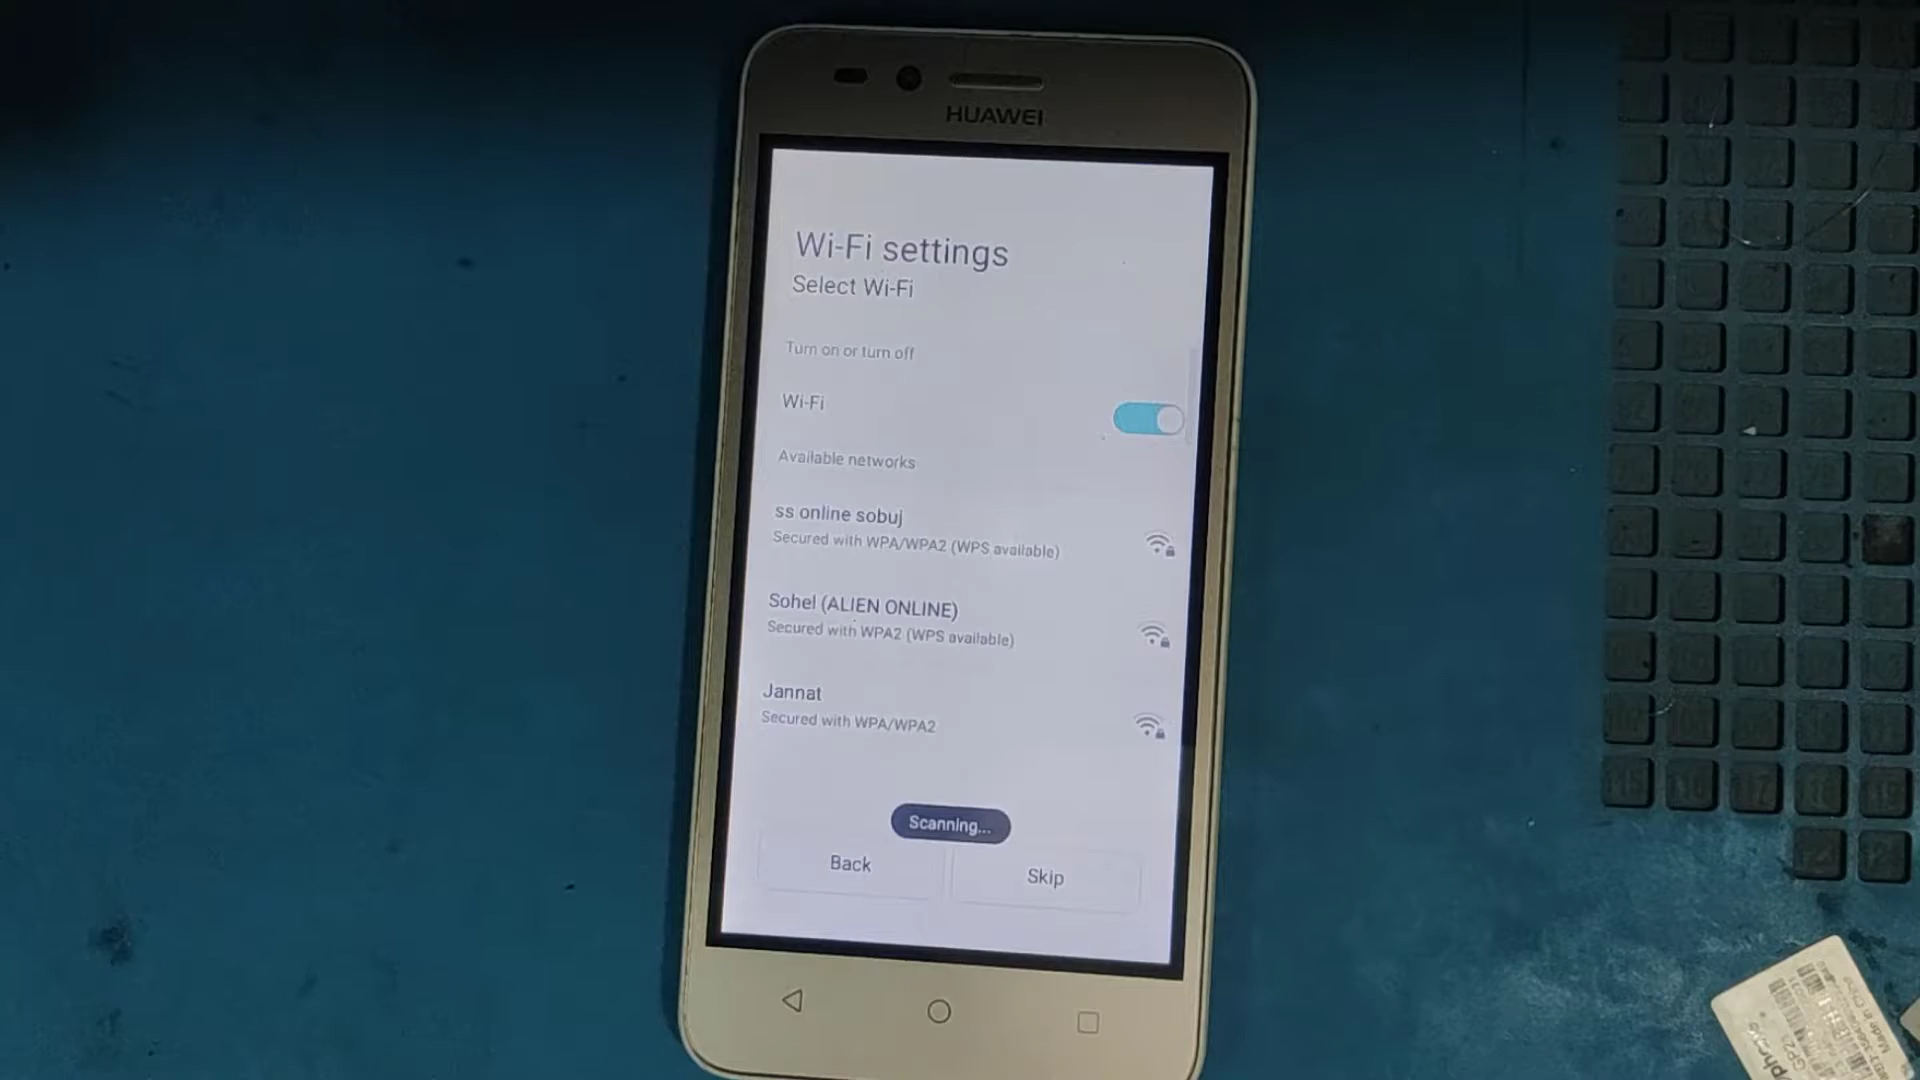 HUAWEI
Wi-Fi settings
Select Wi-Fi
Turn on or turn off
Wi-Fi
Available networks
ss online sobuj
Secured with WPA/WPA2 (WPS available)
Sohel (ALIEN ONLINE)
Secured with WPA2 (WPS available)
Jannat
Secured with WPA/WPA2
Scanning...
Back
Skip
Made in